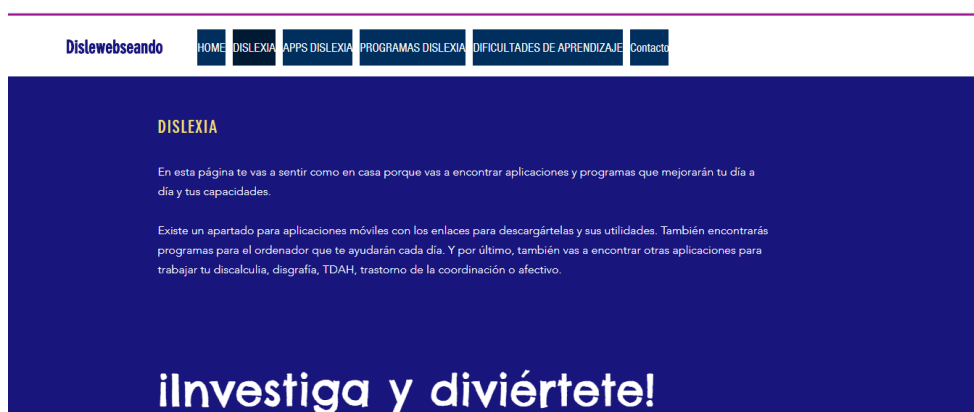 Dislewebseando
HOME DISLEXIA APPS DISLEXIA PROGRAMAS DISLEXIA DIFICULTADES DE APRENDIZAJE Contacto
DISLEXIA
En esta página te vas a sentir como en casa porque vas a encontrar aplicaciones y programas que mejorarán tu día a
día y tus capacidades.
Existe un apartado para aplicaciones móviles con los enlaces para descargártelas y sus utilidades. También encontrarás
programas para el ordenador que te ayudarán cada día. Y por último, también vas a encontrar otras aplicaciones para
trabajar tu discalculia, disgrafía, TDAH, trastorno de la coordinación o afectivo.
¡Investiga y diviértete!